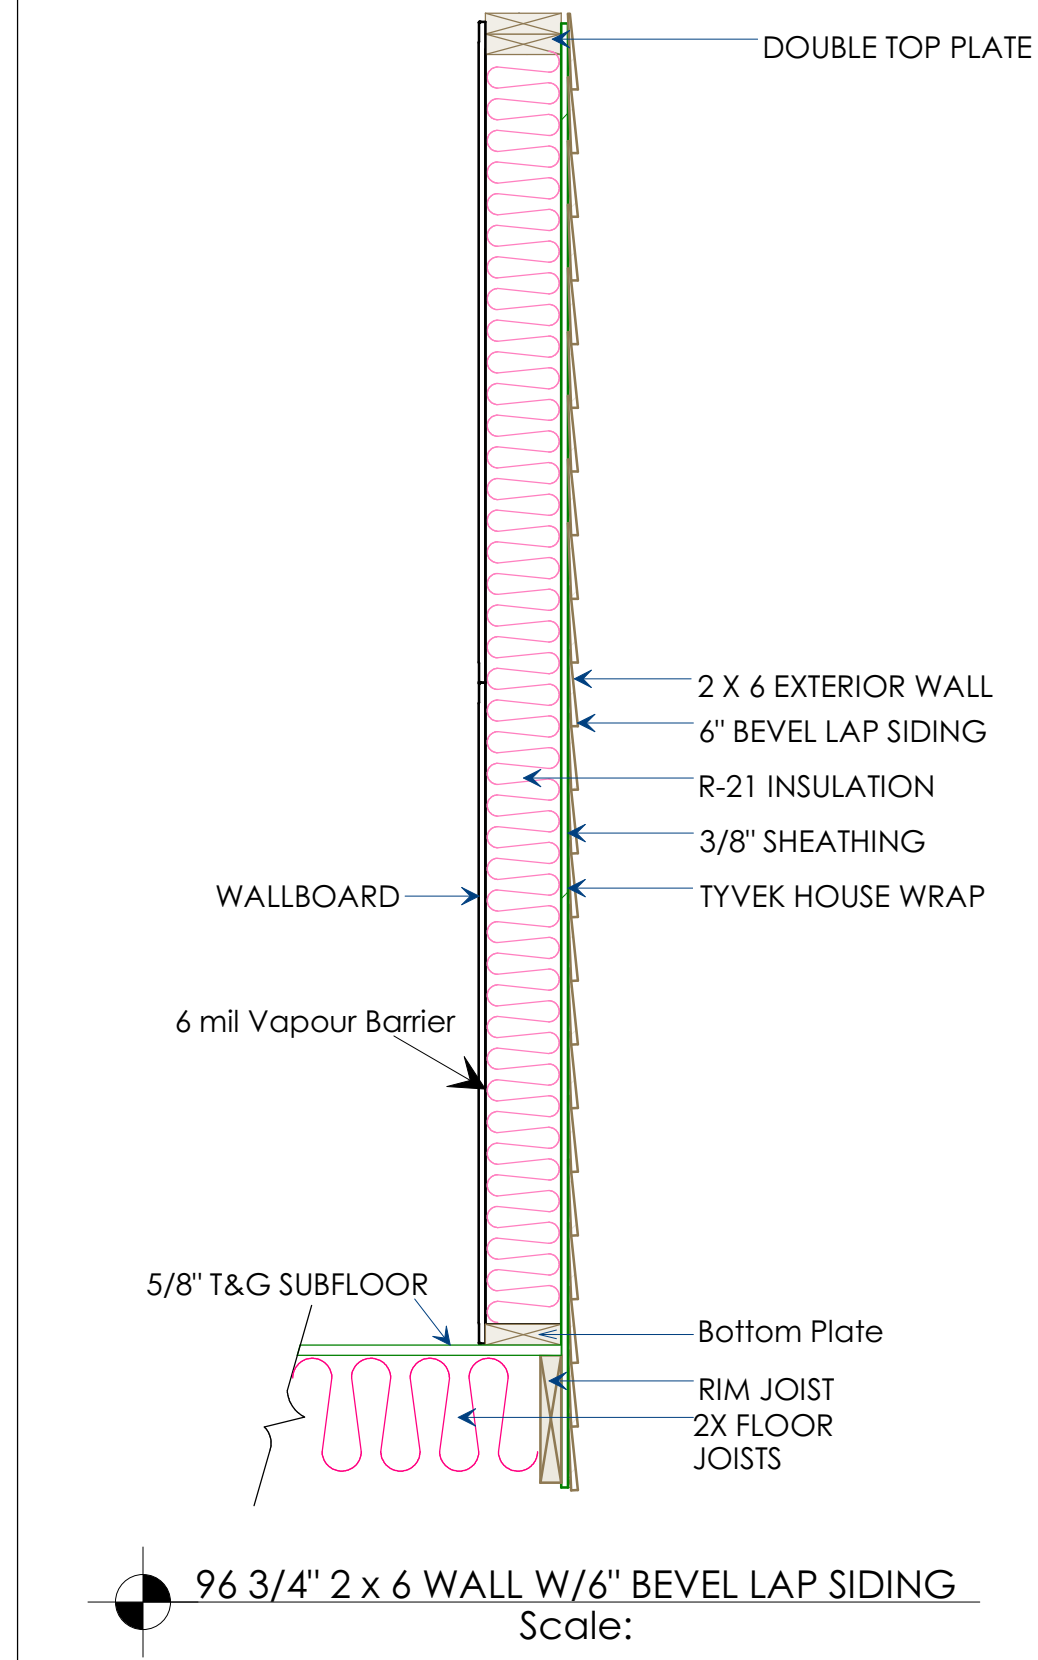 DOUBLE TOP PLATE
2 X 6 EXTERIOR WALL
6" BEVEL LAP SIDING
R-21 INSULATION
3/8" SHEATHING
WALLBOARD
TYVEK HOUSE WRAP
6 mil Vapour Barrier
5/8" T&G SUBFLOOR
Bottom Plate
RIM JOIST
2X FLOOR
JOISTS
96 3/4" 2 x 6 WALL W/6" BEVEL LAP SIDING
Scale: